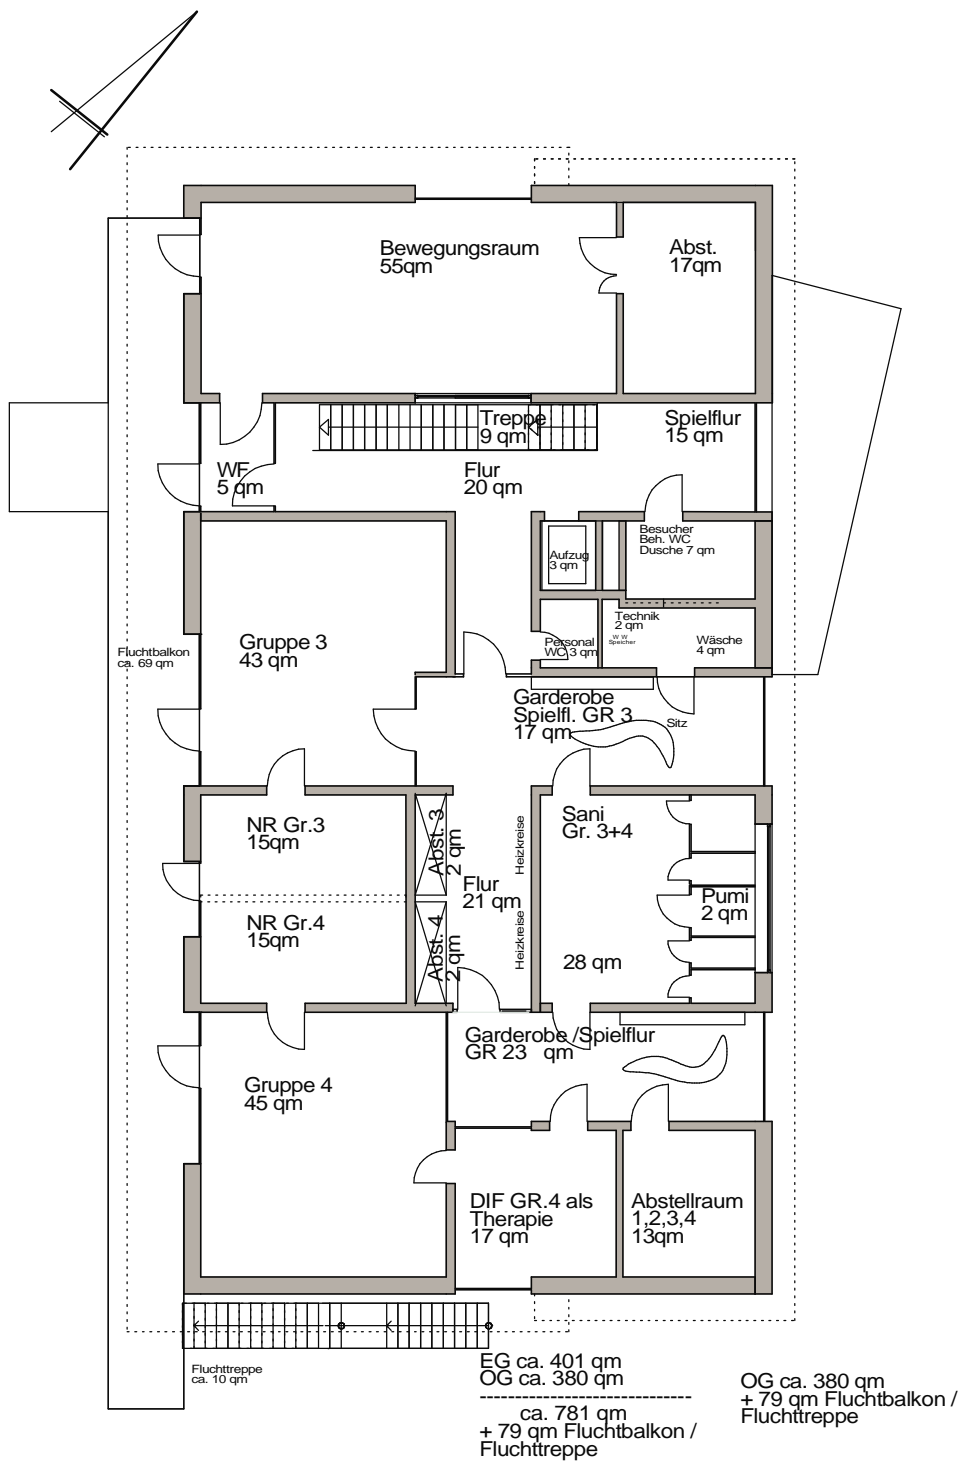 Bewegungsraum
55qm
Abst.
17qm
Treppe
9 qm
Spielflur
15 qm
WF
5 qm
Flur
20 qm
Besucher
Beh. WC
Dusche 7 qm
Aufzug
3 qm
Technik
2 qm
W W
Speicher
Personal
WC 3 qm
Wäsche
4 qm
Gruppe 3
43 qm
Fluchtbalkon
ca. 69 qm
Garderobe
Spielfl. GR 3
17 qm
Sitz
NR Gr.3
15qm
Abst. 3
2 qm
Heizkreise
Sani
Gr. 3+4
Flur
21 qm
Pumi
2 qm
NR Gr.4
15qm
Abst. 4
2 qm
Heizkreise
28 qm
Garderobe /Spielflur
GR 23 qm
Gruppe 4
45 qm
DIF GR.4 als
Therapie
17 qm
Abstellraum
1,2,3,4
13qm
Fluchttreppe
ca. 10 qm
EG ca. 401 qm
OG ca. 380 qm
------------------------------
ca. 781 qm
+ 79 qm Fluchtbalkon /
Fluchttreppe
OG ca. 380 qm
+ 79 qm Fluchtbalkon /
Fluchttreppe